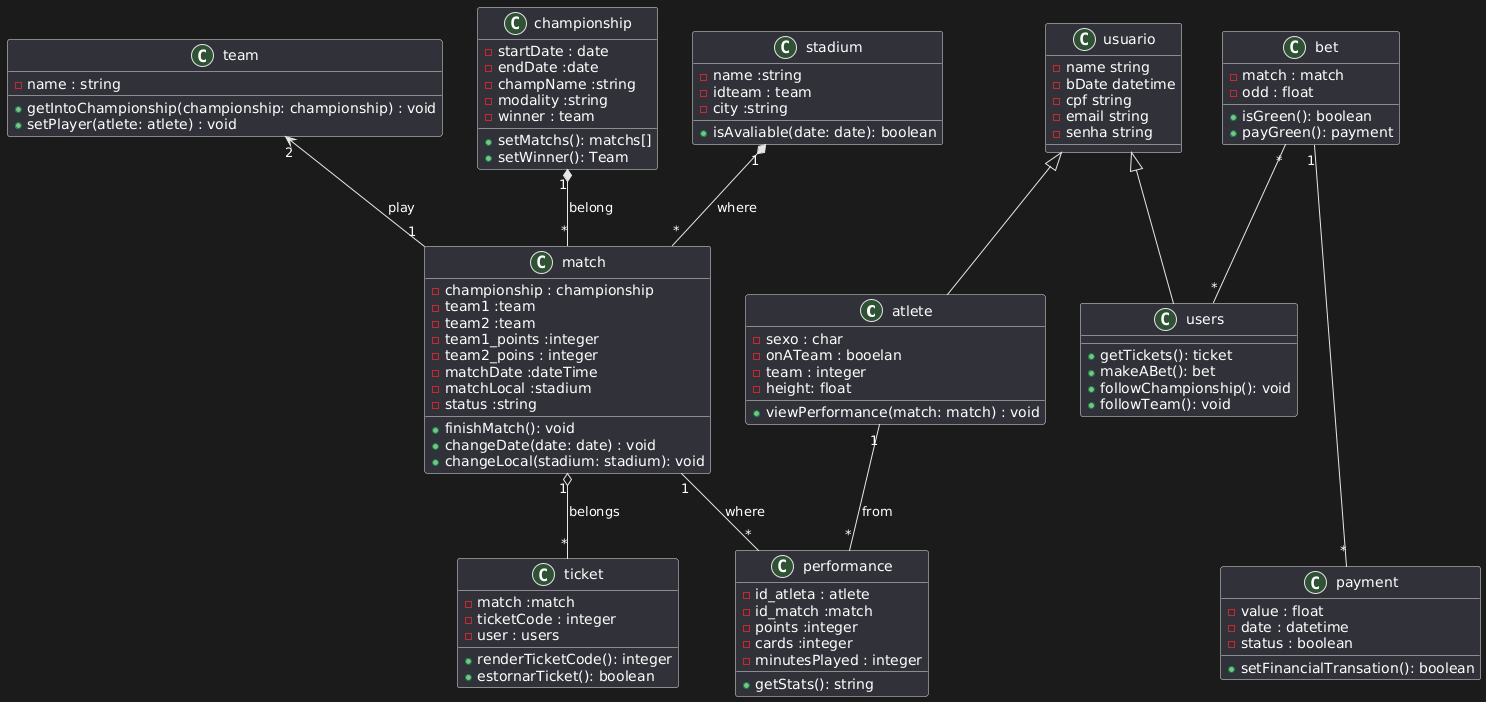 C team
name : string
getIntoChampionship(championship: championship) : void
setPlayer(atlete: atlete) : void
C championship
startDate : date
endDate :date
champName :string
modality :string
winner : team
setMatchs(): matchs[]
setWinner(): Team
C stadium
name :string
idteam : team
city :string
isAvaliable(date: date): boolean
C usuario
name string
bDate datetime
cpf string
email string
senha string
C bet
match : match
odd : float
isGreen(): boolean
payGreen(): payment
2
play
1
1
belong
*
1
where
*
*
*
1
*
C match
championship : championship
team1 :team
team2 :team
team1_points :integer
team2_poins : integer
matchDate :dateTime
matchLocal :stadium
status :string
finishMatch(): void
changeDate(date: date) : void
changeLocal(stadium: stadium): void
C atlete
sexo : char
onATeam : booelan
team : integer
height: float
viewPerformance(match: match) : void
C users
getTickets(): ticket
makeABet(): bet
followChampionship(): void
followTeam(): void
1
belongs
*
1
where
*
1
from
*
C ticket
match :match
ticketCode : integer
user : users
renderTicketCode(): integer
estornarTicket(): boolean
C performance
id_atleta : atlete
id_match :match
points :integer
cards :integer
minutesPlayed : integer
getStats(): string
C payment
value : float
date : datetime
status : boolean
setFinancialTransation(): boolean